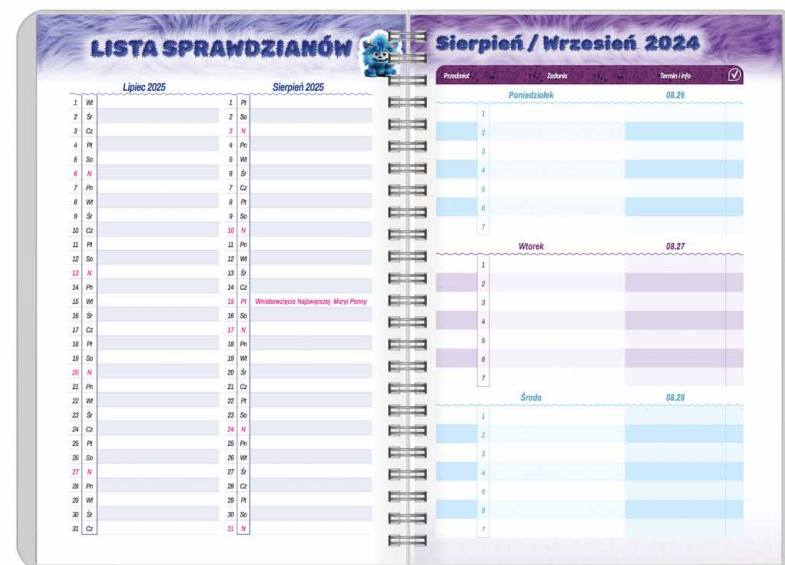 LISTA SPRAWDZIANÓW
Lipiec 2025
1 Wt
2 Śr
3 Cz
4 Pt
5 So
6 N
7 Pn
8 Wt
9 Śr
10 Cz
11 Pt
12 So
13 N
14 Pn
15 Wt
16 Śr
17 Cz
18 Pt
19 So
20 N
21 Pn
22 Wt
23 Śr
24 Cz
25 Pt
26 So
27 N
28 Pn
29 Wt
30 Śr
31 Cz
Sierpień 2025
1 Pt
2 So
3 N
4 Pn
5 Wt
6 Śr
7 Cz
8 Pt
9 So
10 N
11 Pn
12 Wt
13 Śr
14 Cz
15 Pt Wniebowzięcie Najświętszej Maryi Panny
16 So
17 N
18 Pn
19 Wt
20 Śr
21 Cz
22 Pt
23 So
24 N
25 Pn
26 Wt
27 Śr
28 Cz
29 Pt
30 So
31 N
Sierpień / Wrzesień 2024
Przedmiot Zadania Termin i info
Poniedziałek 08.26
1
2
3
4
5
6
7
Wtorek 08.27
1
2
3
4
5
6
7
Środa 08.28
1
2
3
4
5
6
7